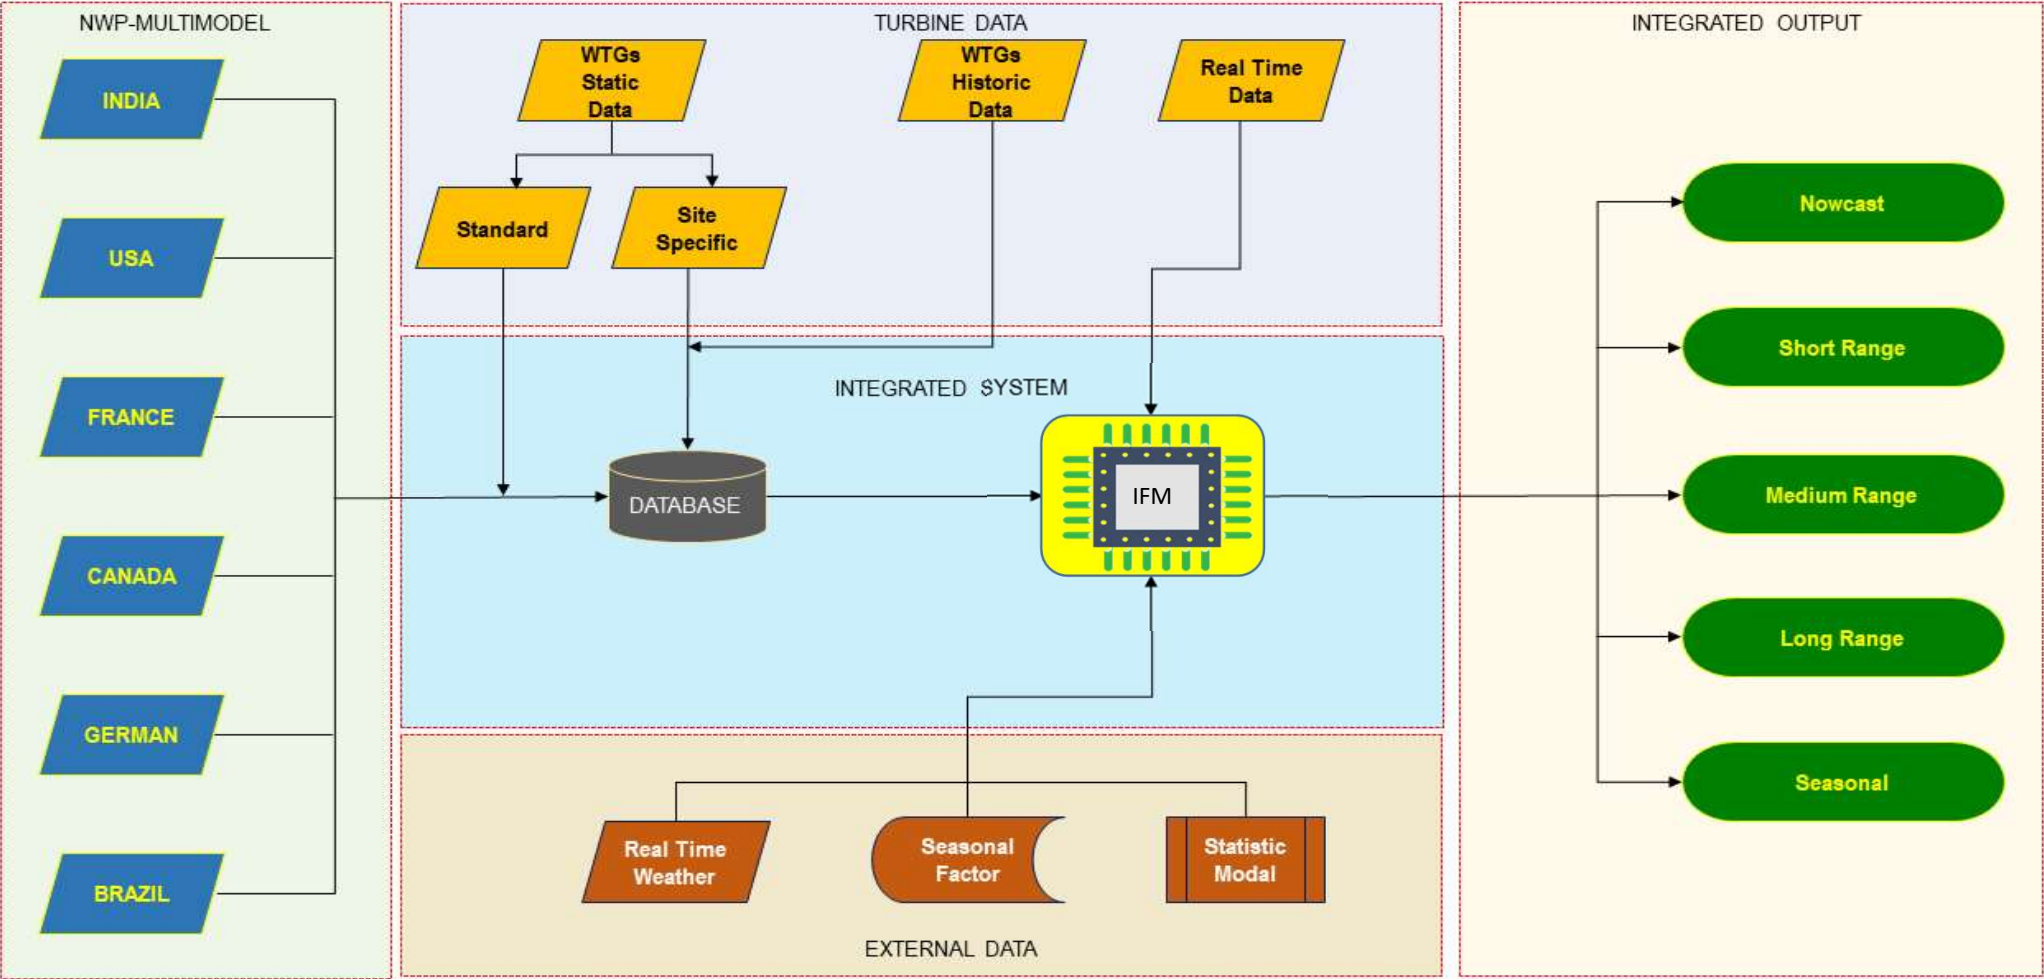 NWP-MULTIMODEL
INDIA
USA
FRANCE
CANADA
GERMAN
BRAZIL
TURBINE DATA
WTGs
Static
Data
WTGs
Historic
Data
Real Time
Data
Standard
Site
Specific
INTEGRATED SYSTEM
DATABASE
IFM
Real Time
Weather
Seasonal
Factor
Statistic
Modal
EXTERNAL DATA
INTEGRATED OUTPUT
Nowcast
Short Range
Medium Range
Long Range
Seasonal